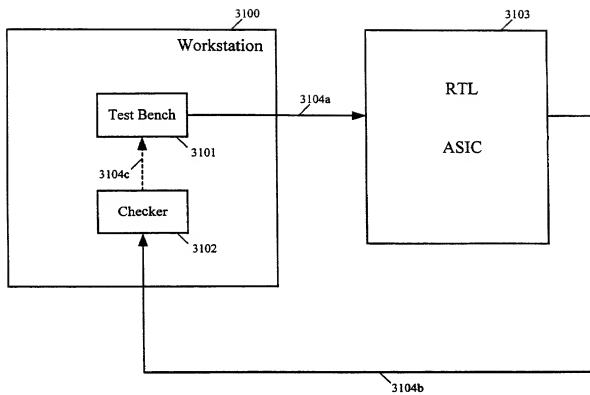 3100
3103
Workstation
3104a
RTL
Test Bench
3101
ASIC
3104c
Checker
3102
3104b